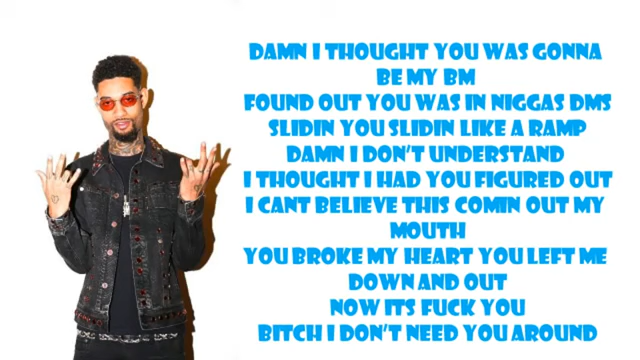 DAMN I THOUGHT YOU WAS GONNA
BE MY BM
FOUND OUT YOU WAS IN NIGGAS DMS
SLIDIN YOU SLIDIN LIKE A RAMP
DAMN I DON'T UNDERSTAND
I THOUGHT I HAD YOU FIGURED OUT
I CANT BELIEVE THIS COMIN OUT MY
MOUTH
YOU BROKE MY HEART YOU LEFT ME
DOWN AND OUT
NOW ITS FUCK YOU
BITCH I DON'T NEED YOU AROUND